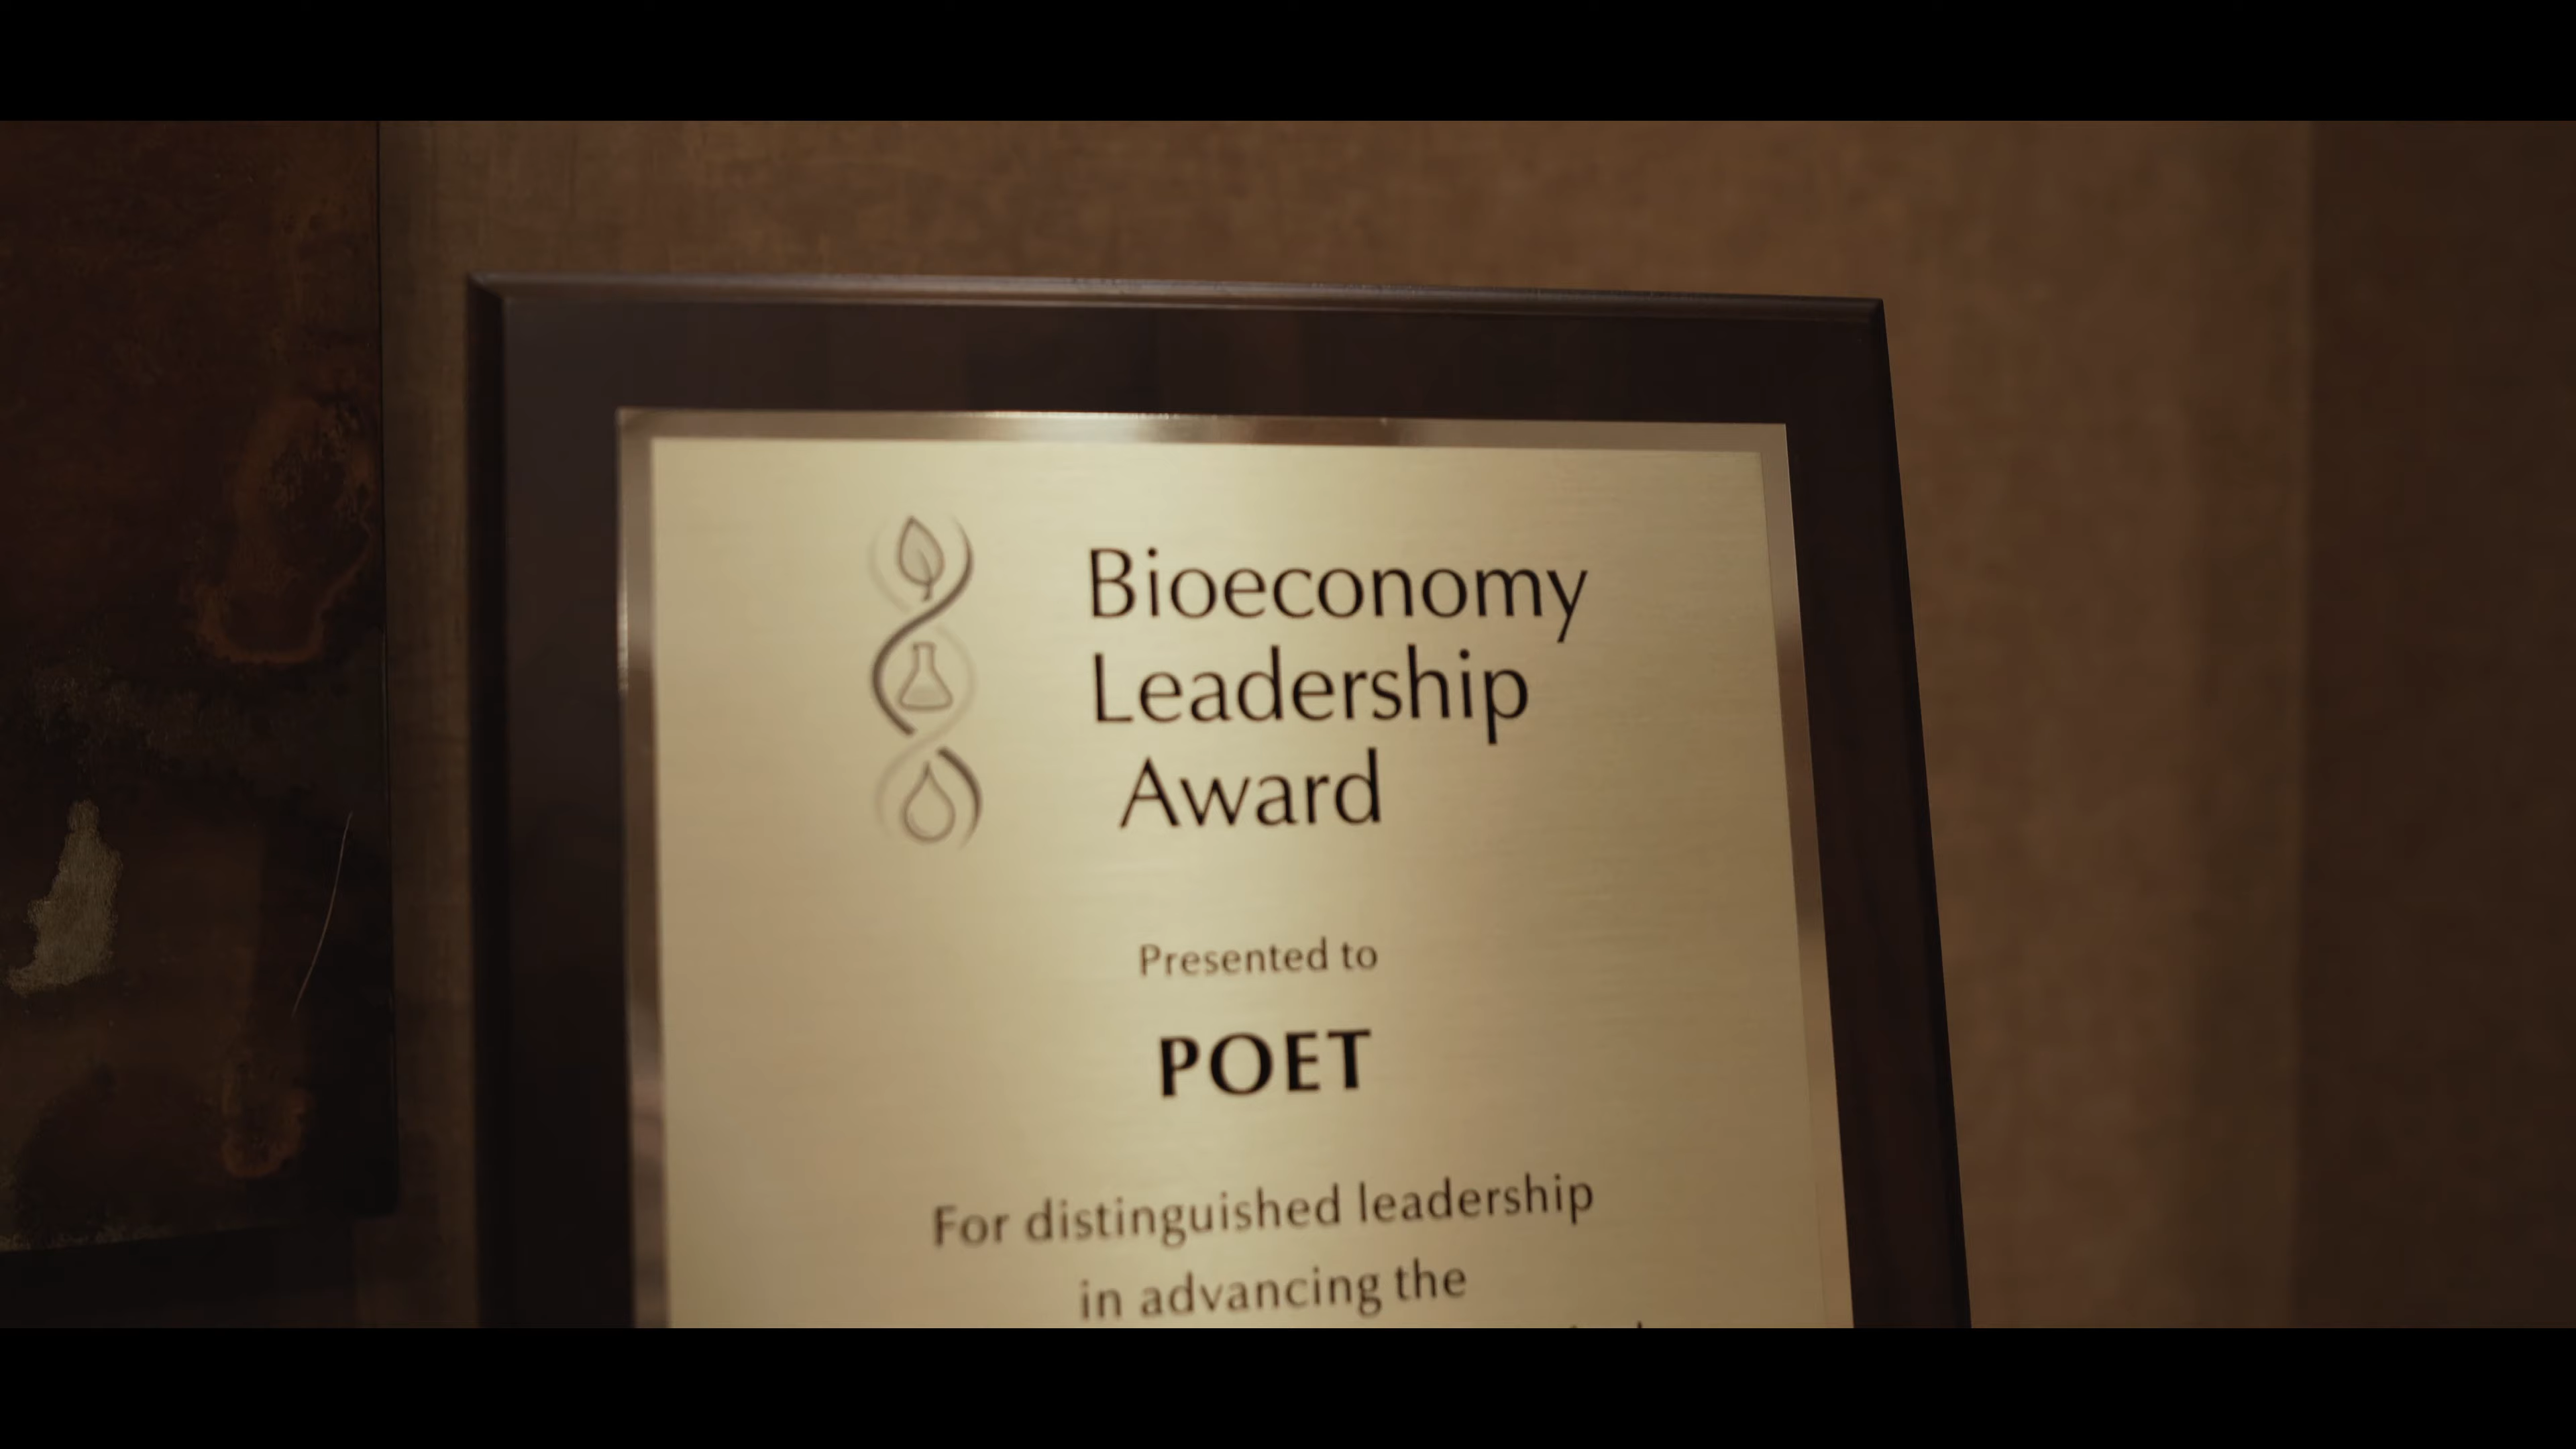 Bioeconomy
Leadership
Award
Presented to
POET
For distinguished leadership
in advancing the